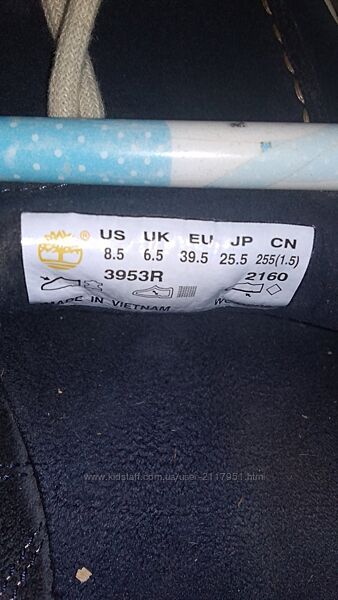 ® US UK EU JP CN
8.5 6.5 39.5 25.5 255(1.5)
3953R 2160
MADE IN VIETNAM
www.kidstaff.com.ua/user-2117951.html